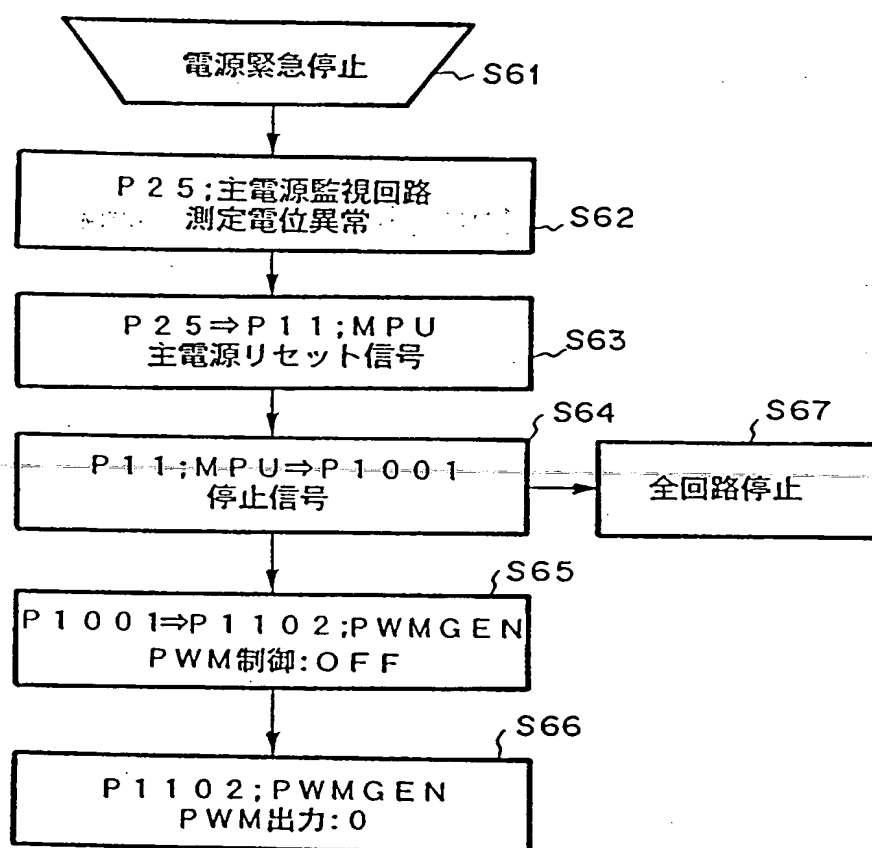 電源緊急停止
S61
P25;主電源監視回路
測定電位異常
S62
P25⇒P11;MPU
主電源リセット信号
S63
S64
P11;MPU⇒P1001
停止信号
S67
全回路停止
S65
P1001⇒P1102;PWMGEN
PWM制御:OFF
S66
P1102;PWMGEN
PWM出力:0